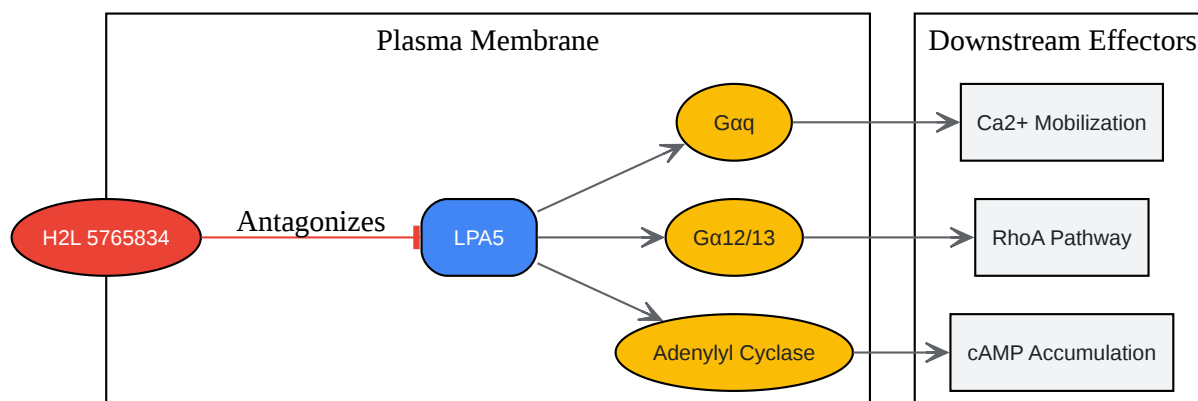 Plasma Membrane
Downstream Effectors
Gαq
Ca2+ Mobilization
H2L 5765834
Antagonizes
LPA5
Gα12/13
RhoA Pathway
Adenylyl Cyclase
cAMP Accumulation